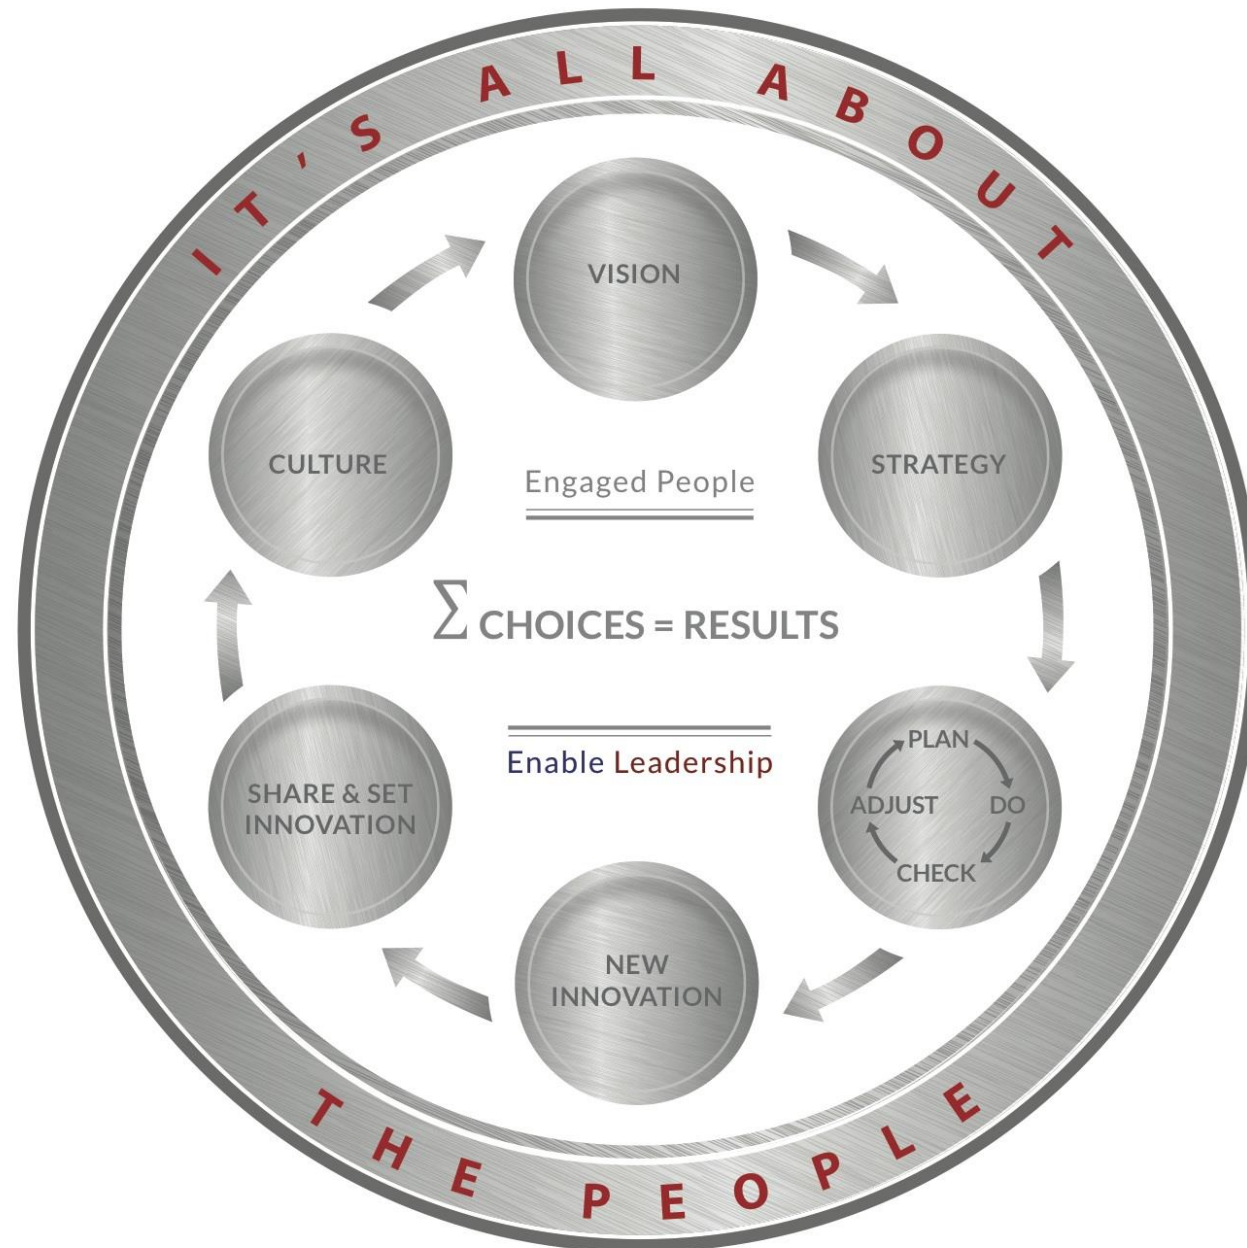 IT'S ALL ABOUT
VISION
STRATEGY
PLAN
DO
CHECK
ADJUST
NEW
INNOVATION
SHARE & SET
INNOVATION
CULTURE
Engaged People
∑ CHOICES = RESULTS
Enable Leadership
THE PEOPLE